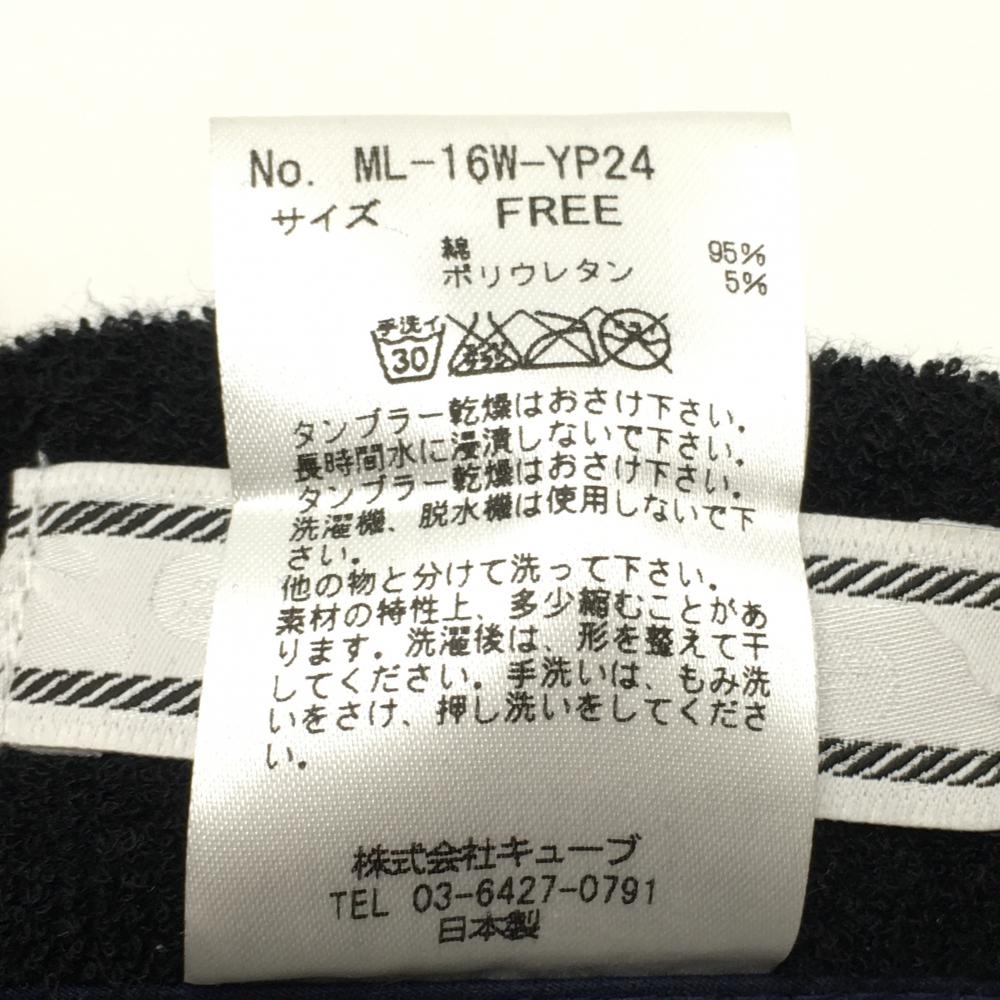 No. ML-16W-YP24
サイズ FREE
綿 95%
ポリウレタン 5%
手洗イ
30
タンブラー乾燥はおさけ下さい。
長時間水に浸漬しないで下さい。
タンブラー乾燥はおさけ下さい。
洗濯機、脱水機は使用しないで下
さい。
他の物と分けて洗って下さい。
素材の特性上、多少縮むことがあ
ります。洗濯後は、形を整えて干
してください。手洗いは、もみ洗
いをさけ、押し洗いをしてくださ
い。
株式会社キューブ
TEL 03-6427-0791
日本製